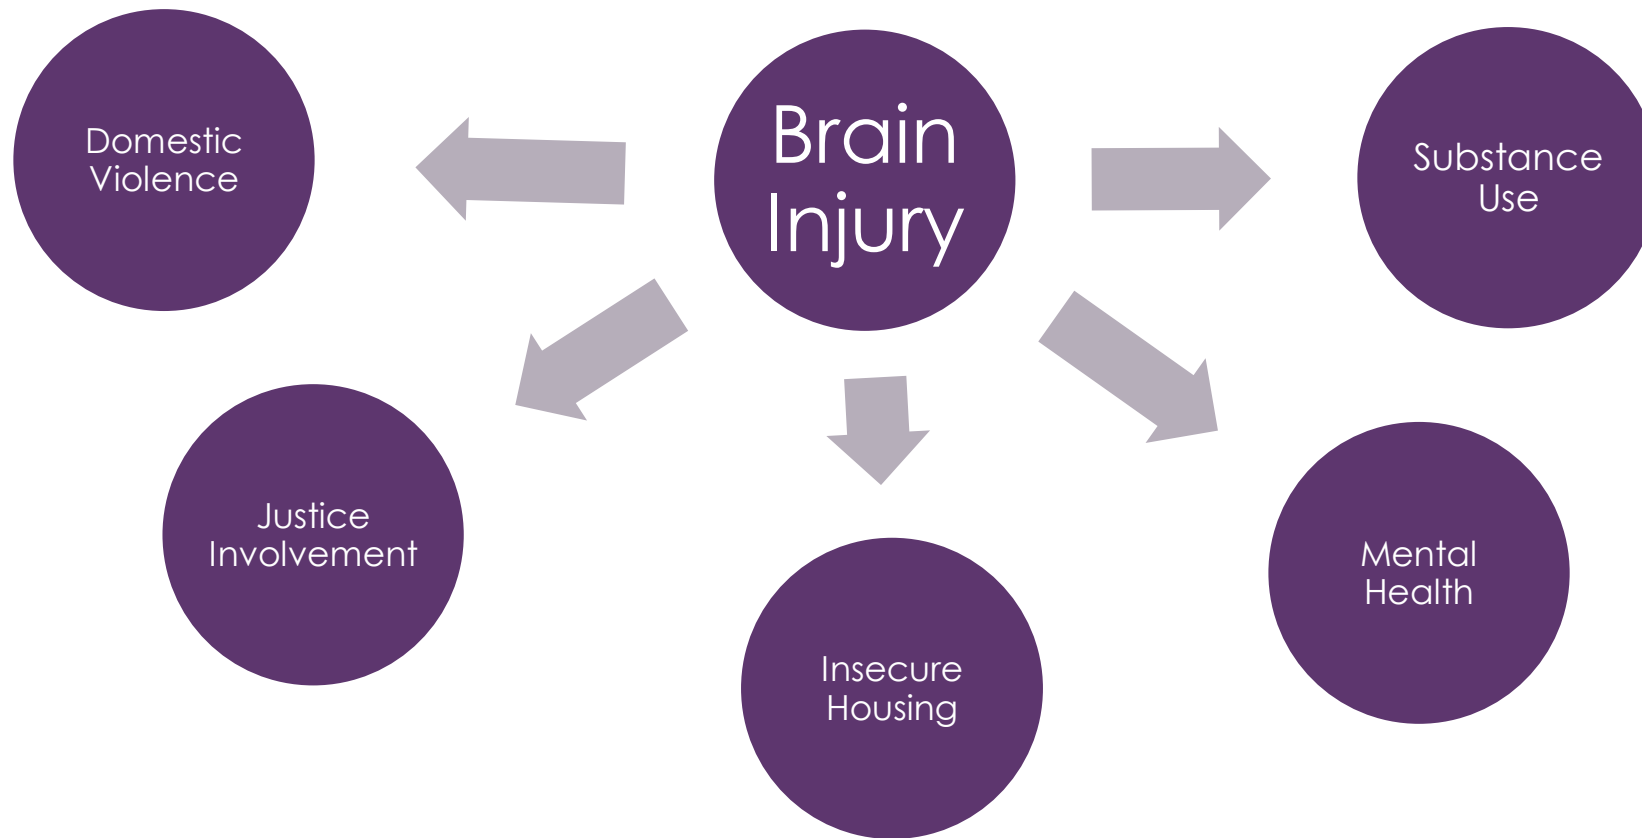 Brain
Injury
Domestic
Violence
Substance
Use
Justice
Involvement
Mental
Health
Insecure
Housing